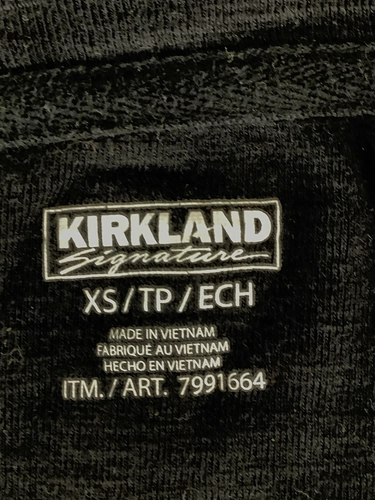 KIRKLAND
Signature
XS / TP / ECH
MADE IN VIETNAM
FABRIQUÉ AU VIETNAM
HECHO EN VIETNAM
ITM. / ART. 7991664